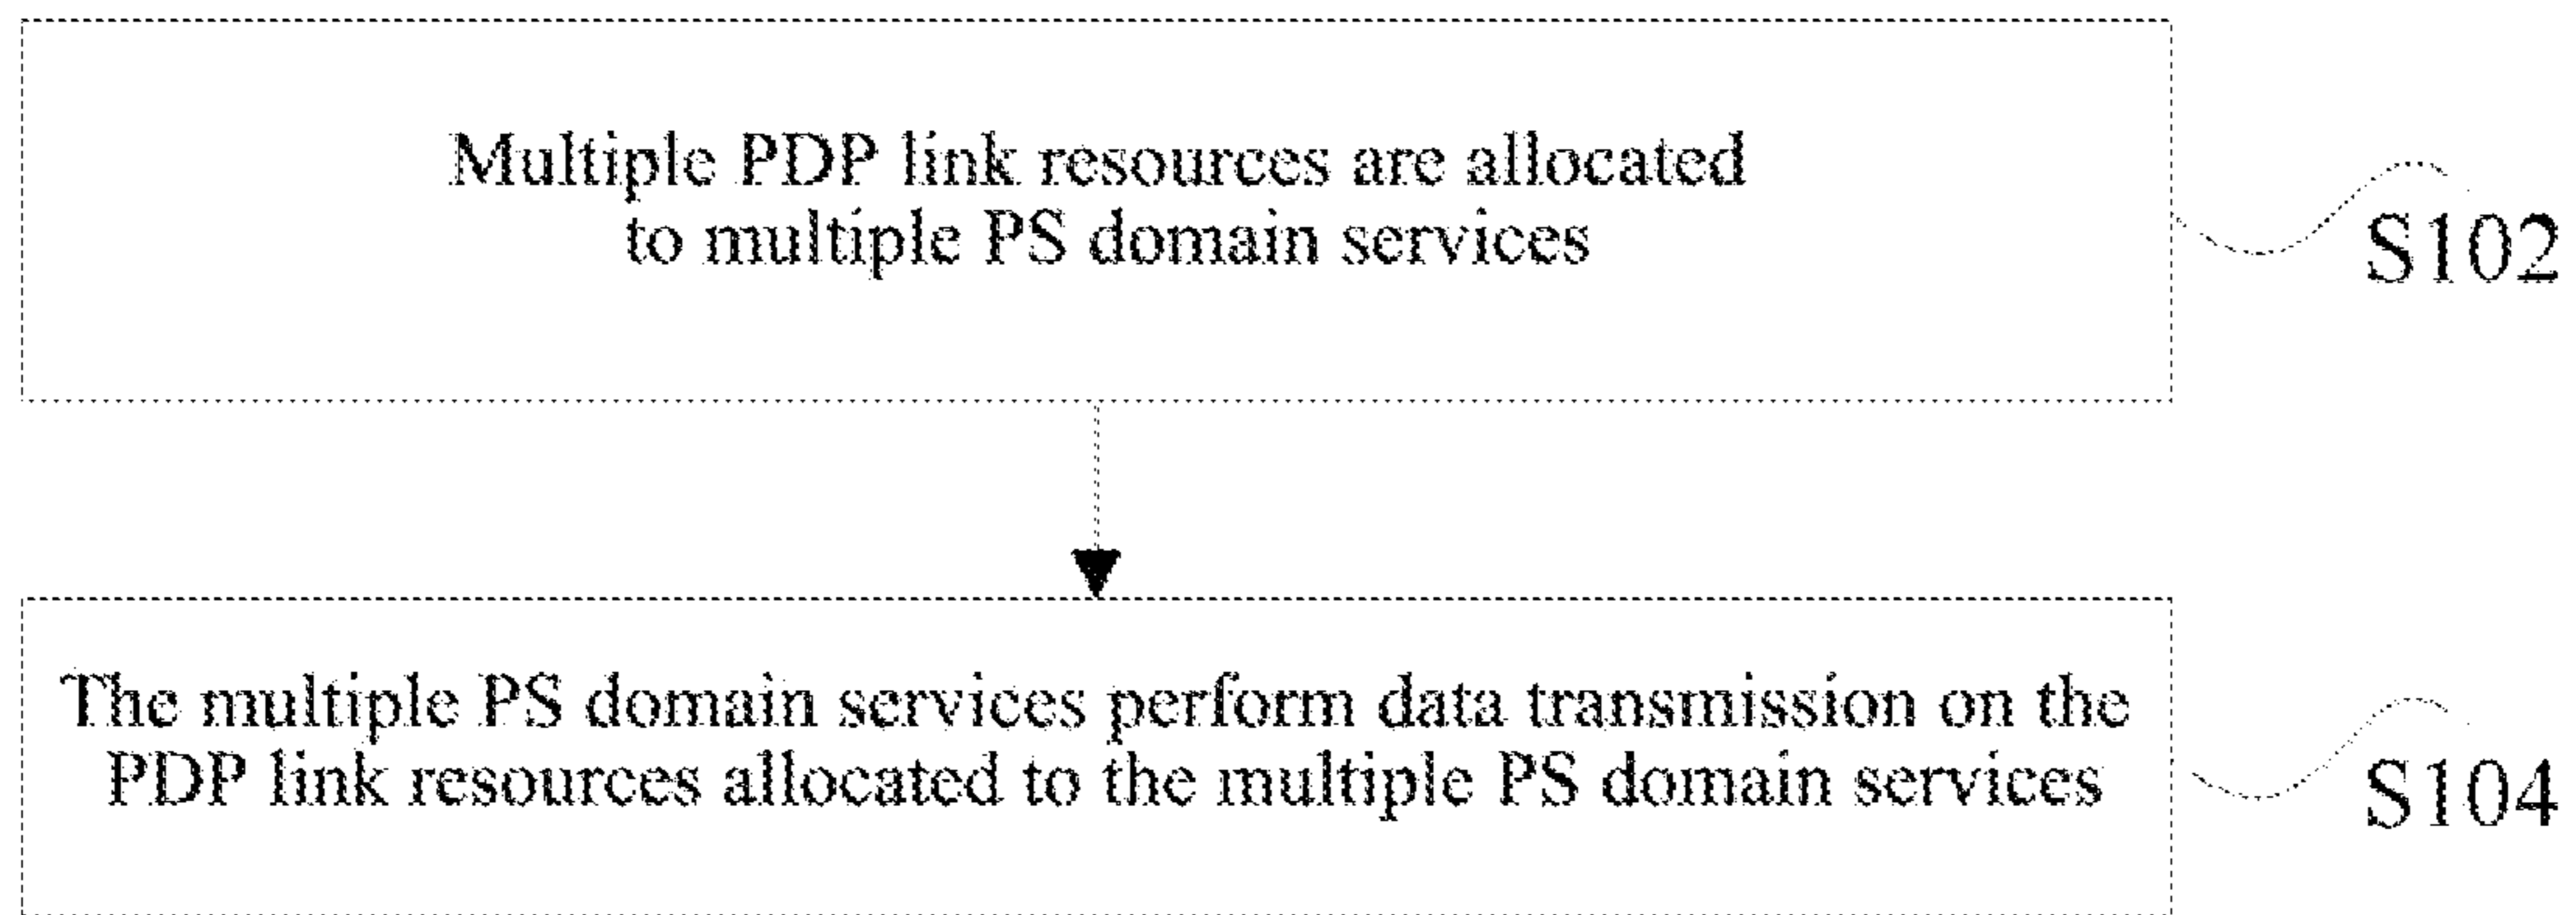 Multiple PDP link resources are allocated
to multiple PS domain services
S102
The multiple PS domain services perform data transmission on the
PDP link resources allocated to the multiple PS domain services
S104